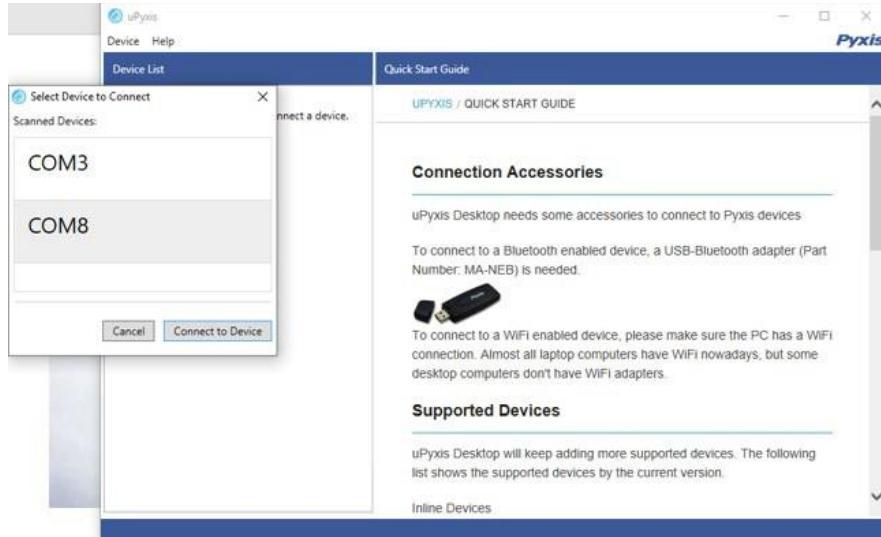 uPyxis
Device Help
Pyxis
Device List
Quick Start Guide
Select Device to Connect
Scanned Devices:
nnect a device.
COM3
COM8
Cancel
Connect to Device
UPYXIS / QUICK START GUIDE
Connection Accessories
uPyxis Desktop needs some accessories to connect to Pyxis devices
To connect to a Bluetooth enabled device, a USB-Bluetooth adapter (Part
Number: MA-NEB) is needed.
To connect to a WiFi enabled device, please make sure the PC has a WiFi
connection. Almost all laptop computers have WiFi nowadays, but some
desktop computers don't have WiFi adapters.
Supported Devices
uPyxis Desktop will keep adding more supported devices. The following
list shows the supported devices by the current version.
Inline Devices